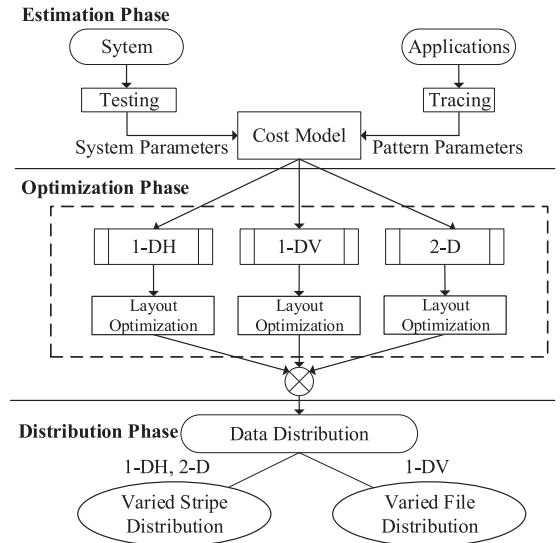 Estimation Phase
Sytem
Applications
Testing
Tracing
Cost Model
System Parameters
Pattern Parameters
Optimization Phase
1-DH
1-DV
2-D
Layout
Optimization
Layout
Optimization
Layout
Optimization
Distribution Phase
Data Distribution
1-DH, 2-D
1-DV
Varied Stripe
Distribution
Varied File
Distribution